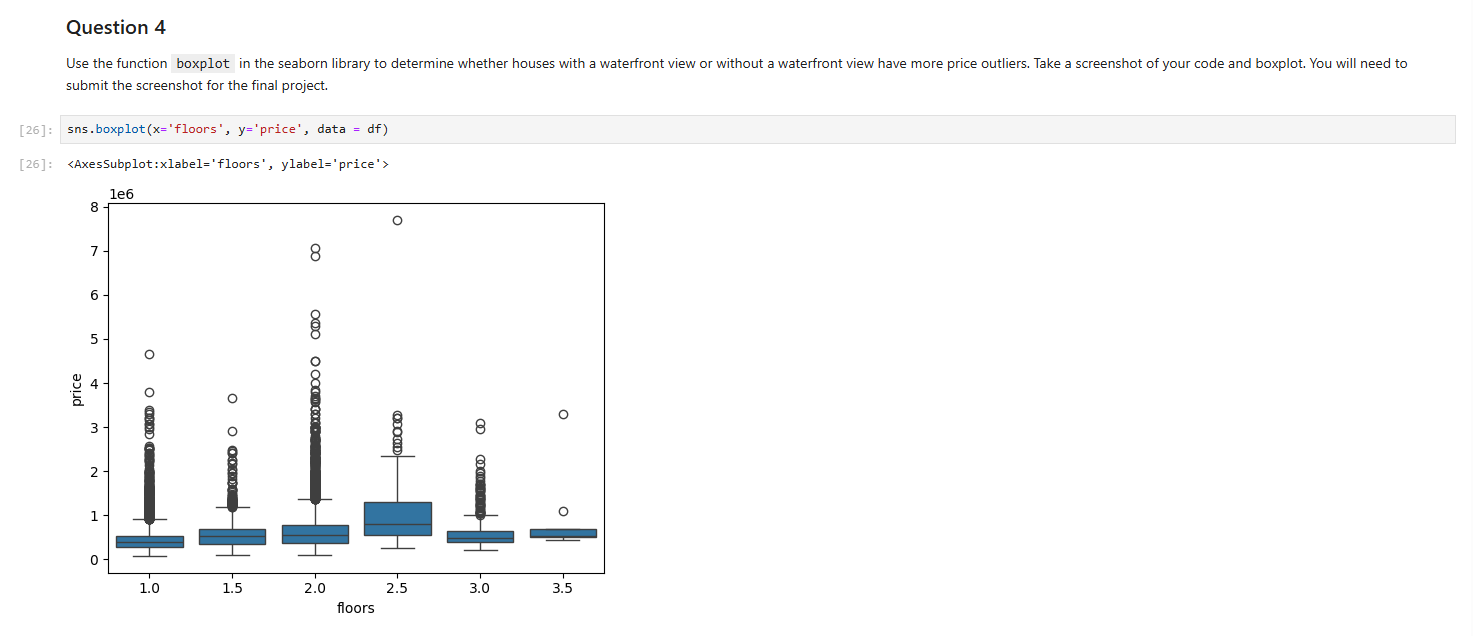 Question 4
Use the function boxplot in the seaborn library to determine whether houses with a waterfront view or without a waterfront view have more price outliers. Take a screenshot of your code and boxplot. You will need to
submit the screenshot for the final project.
[26]: sns.boxplot(x='floors', y='price', data = df)
[26]: <AxesSubplot:xlabel='floors', ylabel='price'>
1e6
8
7
6
5
4
price
3
2
1
0
1.0 1.5 2.0 2.5 3.0 3.5
floors